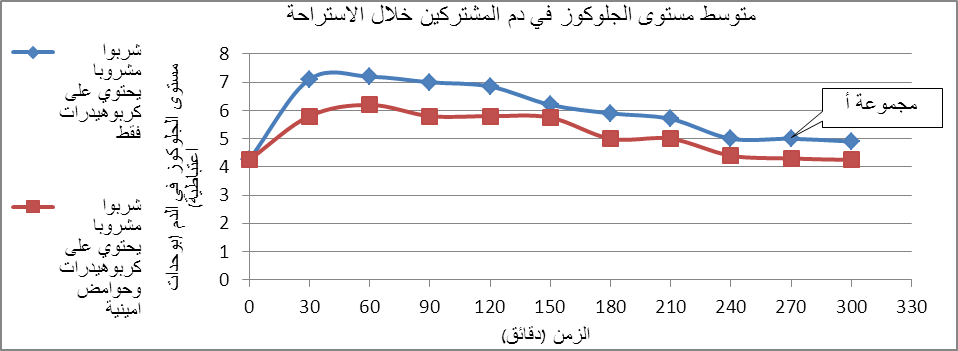 متوسط مستوى الجلوكوز في دم المشتركين خلال الاستراحة
شربوا
مشروبا
يحتوي على
كربوهيدرات
فقط
شربوا
مشروبا
يحتوي على
كربوهيدرات
وحوامض
امينية
مستوى الجلوكوز في الدم (بوحدات
اعتباطية)
8
7
6
5
4
3
2
1
0
مجموعة أ
0 30 60 90 120 150 180 210 240 270 300 330
الزمن (دقائق)